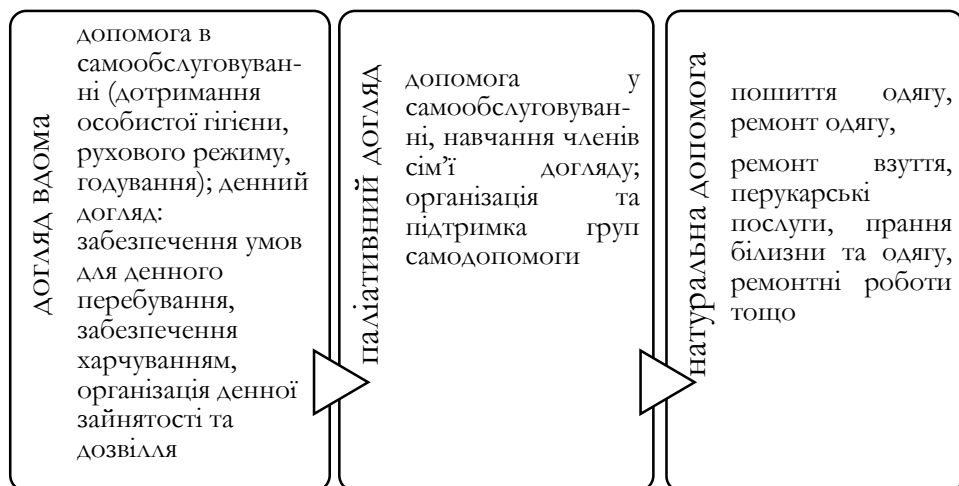 догляд вдома
допомога в
самообслуговуван-
ні (дотримання
особистої гігієни,
рухового режиму,
годування); денний
догляд:
забезпечення умов
для денного
перебування,
забезпечення
харчуванням,
організація денної
зайнятості та
дозвілля
паліативний догляд
допомога у
самообслуговуван-
ні, навчання членів
сім’ї догляду;
організація та
підтримка груп
самодопомоги
натуральна допомога
пошиття одягу,
ремонт одягу,
ремонт взуття,
перукарські
послуги, прання
білизни та одягу,
ремонтні роботи
тощо